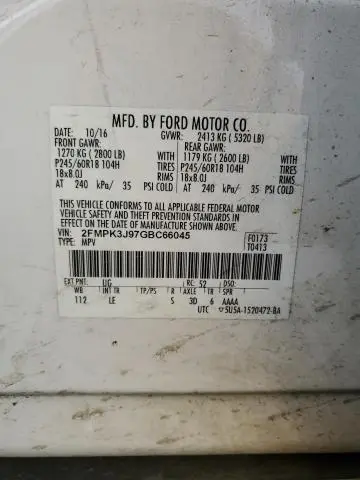 MFD. BY FORD MOTOR CO.
DATE: 10/16 GVWR: 2413 KG (5320 LB)
FRONT GAWR: REAR GAWR:
1270 KG (2800 LB) 1179 KG (2600 LB)
P245/60R18 104H TIRES P245/60R18 104H TIRES
18x8.0J RIMS 18x8.0J RIMS
AT 240 kPa/ 35 PSI COLD AT 240 kPa/ 35 PSI COLD
THIS VEHICLE CONFORMS TO ALL APPLICABLE FEDERAL MOTOR
VEHICLE SAFETY AND THEFT PREVENTION STANDARDS IN
EFFECT ON THE DATE OF MANUFACTURE SHOWN ABOVE.
VIN: 2FMPK3J97GBC66045 F0173
TYPE: MPV T0413
EXT PNT: UG RC: 52 DSO:
WB INT TR TP/PS R AXLE TR SPR
112 LE S 3D 6 AAAA
UTC ▽5U5A-1520472-BA